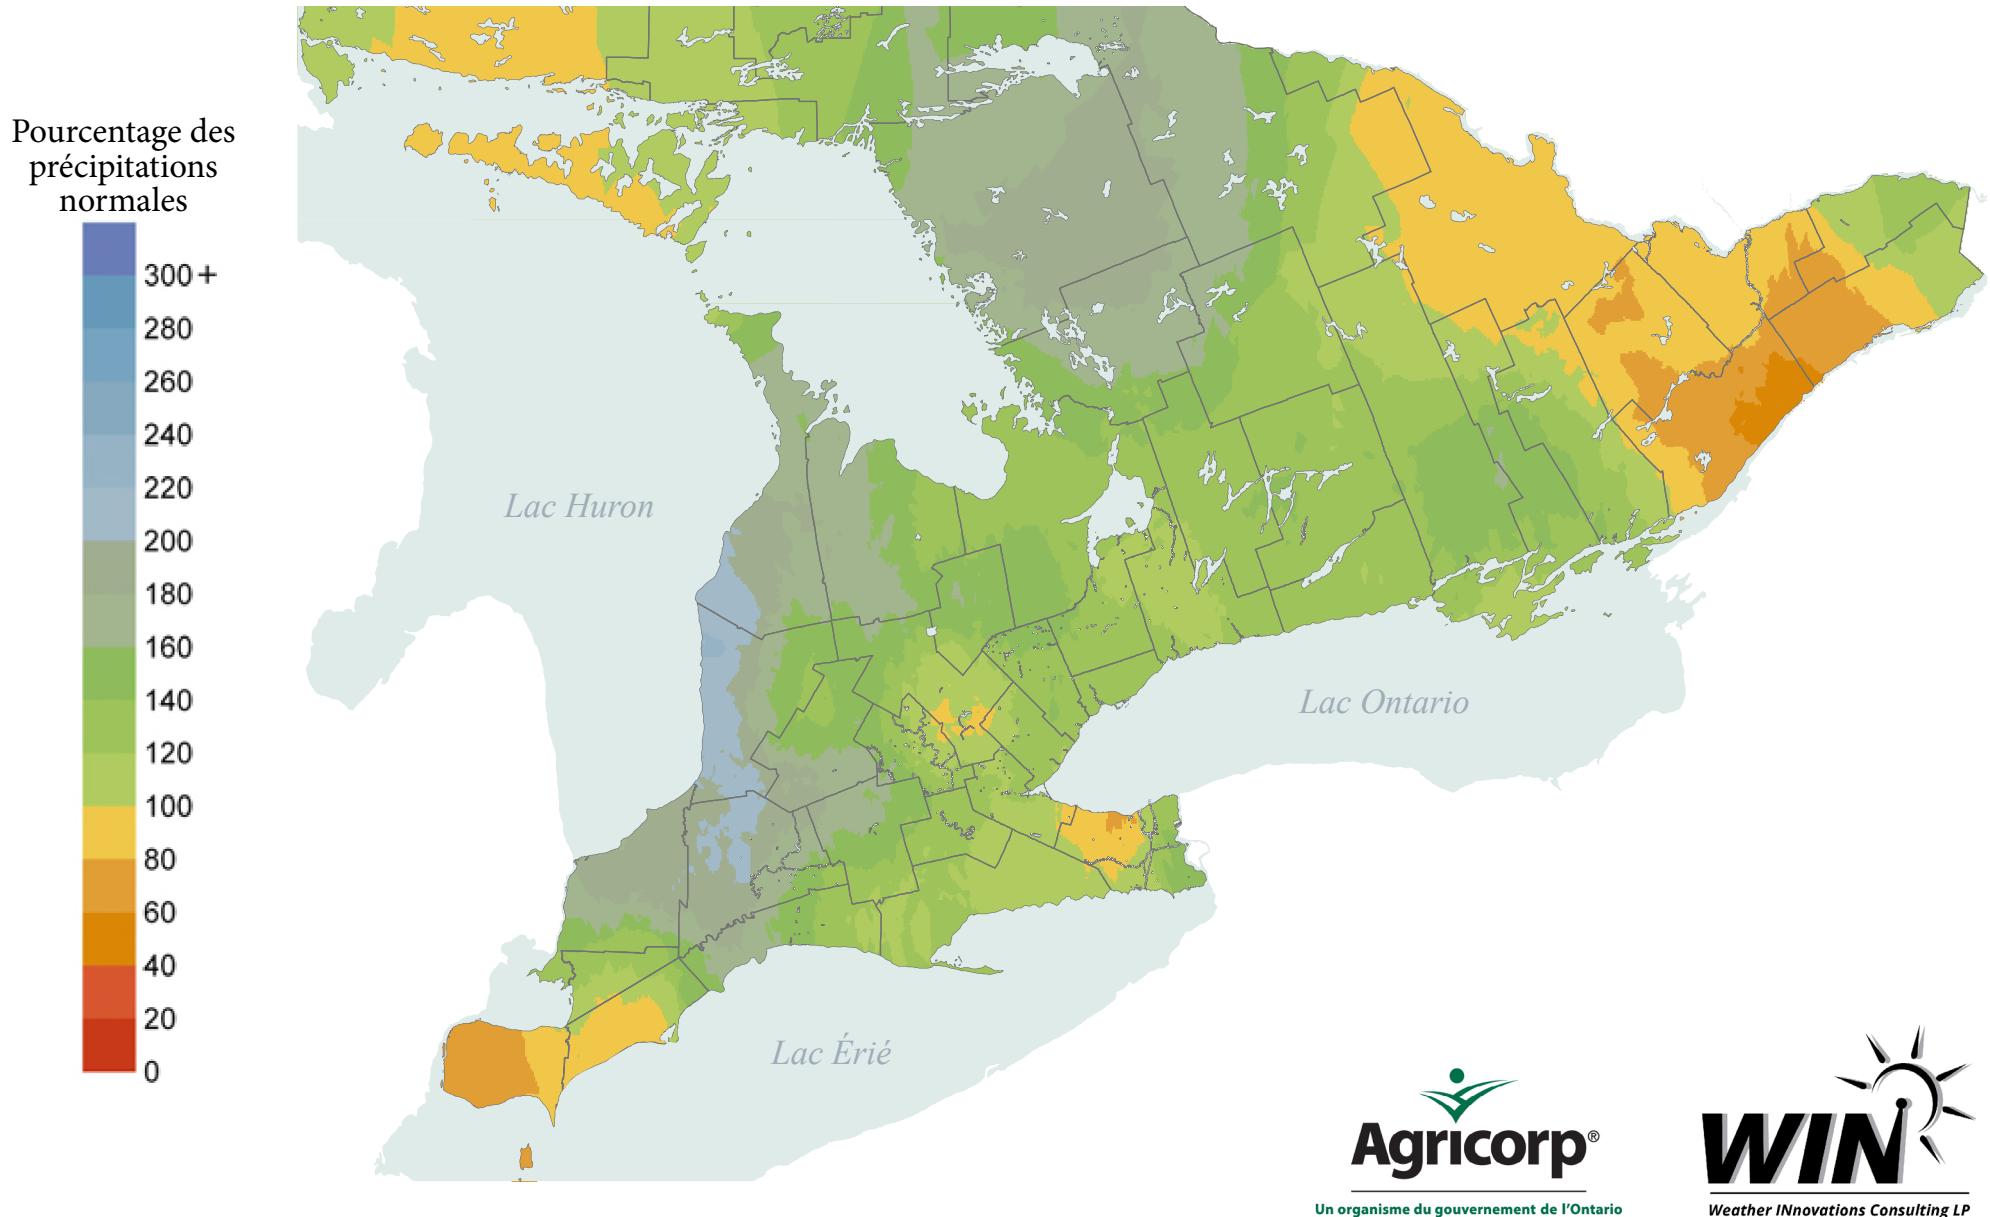 Pourcentage des
précipitations
normales
300+
280
260
240
220
200
180
160
140
120
100
80
60
40
20
0
Lac Huron
Lac Ontario
Lac Érié
Agricorp®
Un organisme du gouvernement de l'Ontario
WIN
Weather INnovations Consulting LP